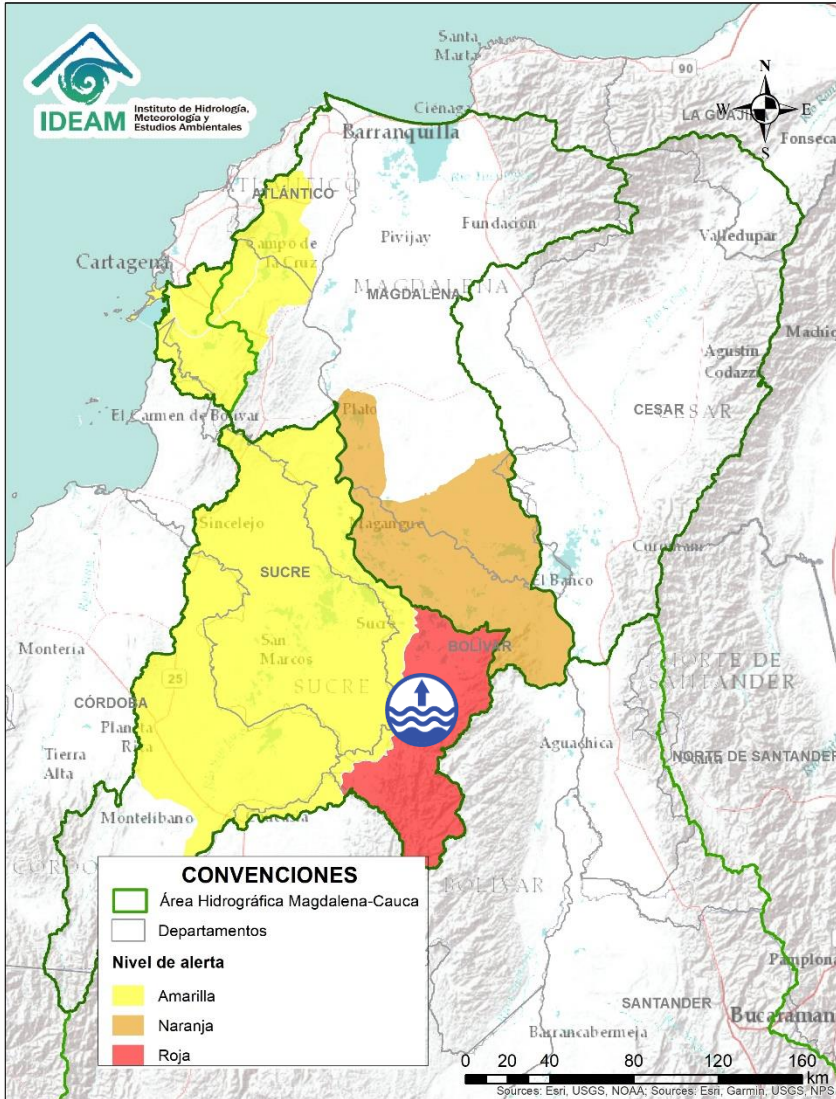 IDEAM
Instituto de Hidrología,
Meteorología y
Estudios Ambientales
Santa
Marta
90
N
W
E
S
Ciénaga
Barranquilla
LA GUAJIR
Fonseca
ATLÁNTICO
ATLÁNTICO
Fundación
Pivijay
Valledupar
Campo de
la Cruz
Cartagena
MAGDALENA
MAGDALENA
Agustín
Codazzi
Plato
CESAR
CESAR
El Carmen de Bolívar
Sincelejo
Magangué
Curumaní
El Banco
SUCRE
Sucre
San
Marcos
BOLÍVAR
Montería
25
SUCRE
NORTE DE
SANTANDER
CÓRDOBA
Planeta
Rica
Aguachica
Tierra
Alta
NORTE DE SANTANDER
Montelíbano
BOLÍVAR
CONVENCIONES
Área Hidrográfica Magdalena-Cauca
Departamentos
Nivel de alerta
Amarilla
Naranja
Roja
Pamplona
SANTANDER
Bucaraman
Barrancabermeja
0 20 40 80 120 160
km
Sources: Esri, USGS, NOAA; Sources: Esri, Garmin, USGS, NPS